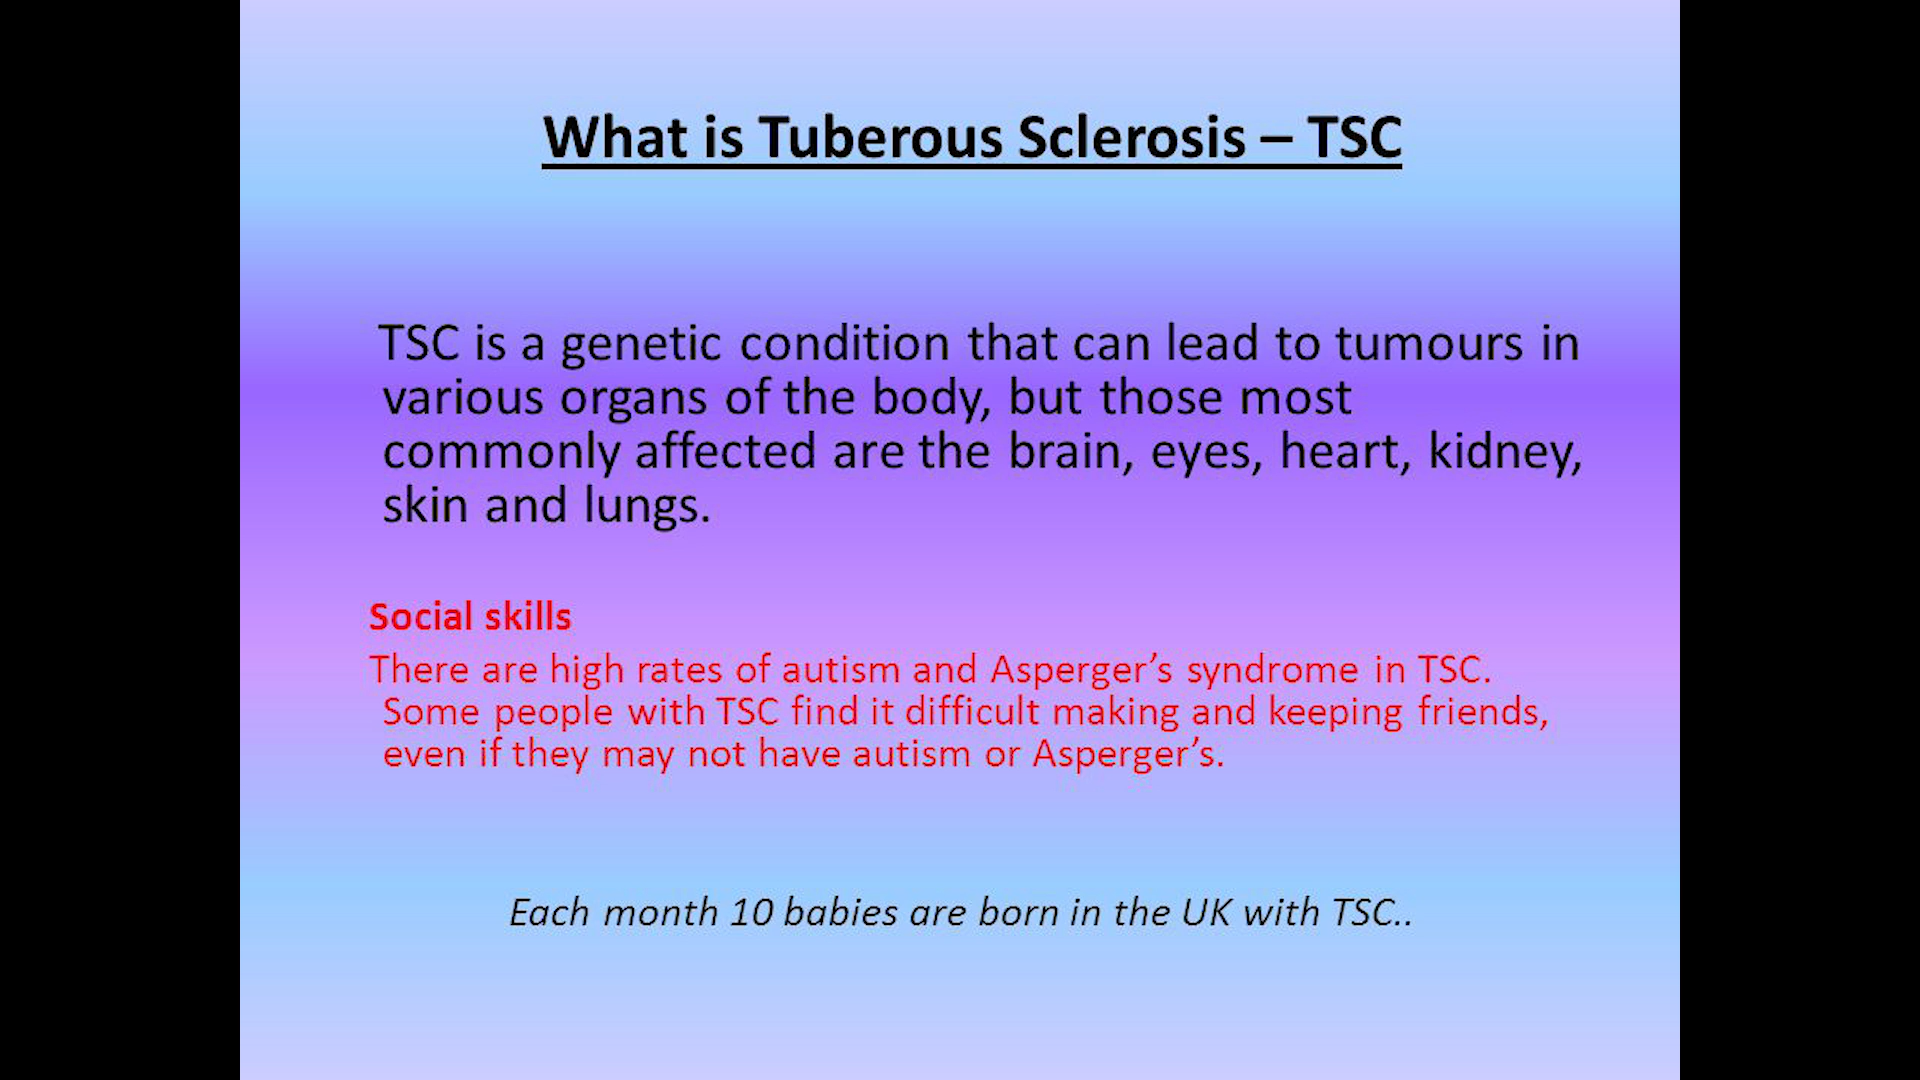 What is Tuberous Sclerosis – TSC
TSC is a genetic condition that can lead to tumours in
various organs of the body, but those most
commonly affected are the brain, eyes, heart, kidney,
skin and lungs.
Social skills
There are high rates of autism and Asperger’s syndrome in TSC.
Some people with TSC find it difficult making and keeping friends,
even if they may not have autism or Asperger’s.
Each month 10 babies are born in the UK with TSC..